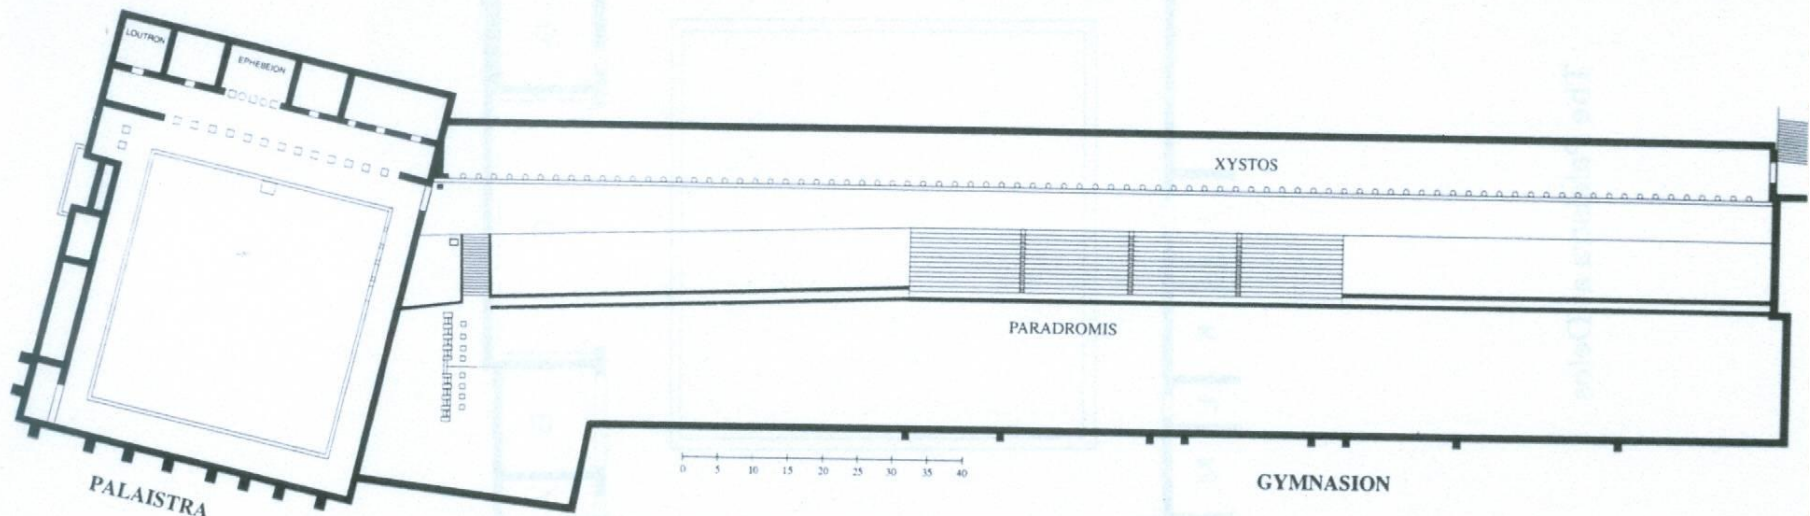 LOUTRON
EPHEBEION
XYSTOS
PARADROMIS
0 5 10 15 20 25 30 35 40
GYMNASION
PALAISTRA